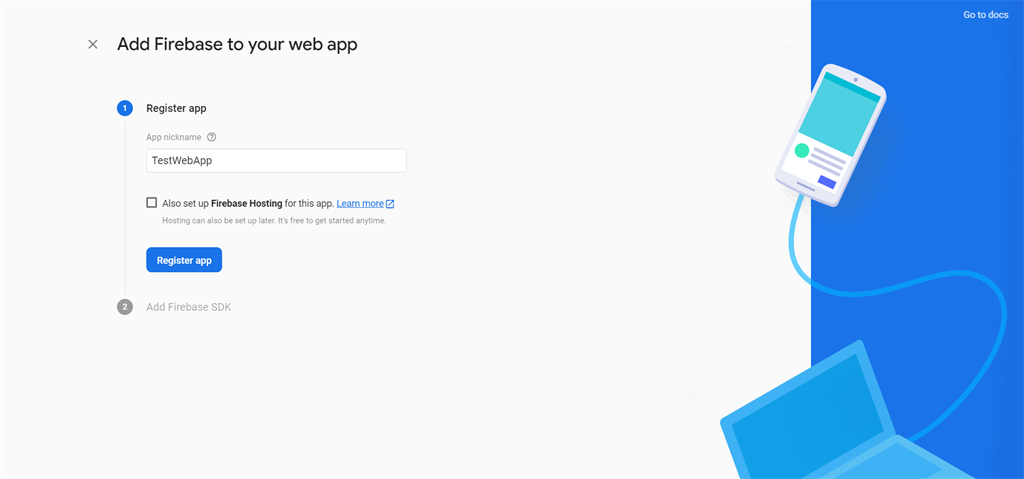 Go to docs
Add Firebase to your web app
1 Register app
App nickname
TestWebApp
Also set up Firebase Hosting for this app. Learn more
Hosting can also be set up later. It's free to get started anytime.
Register app
2 Add Firebase SDK